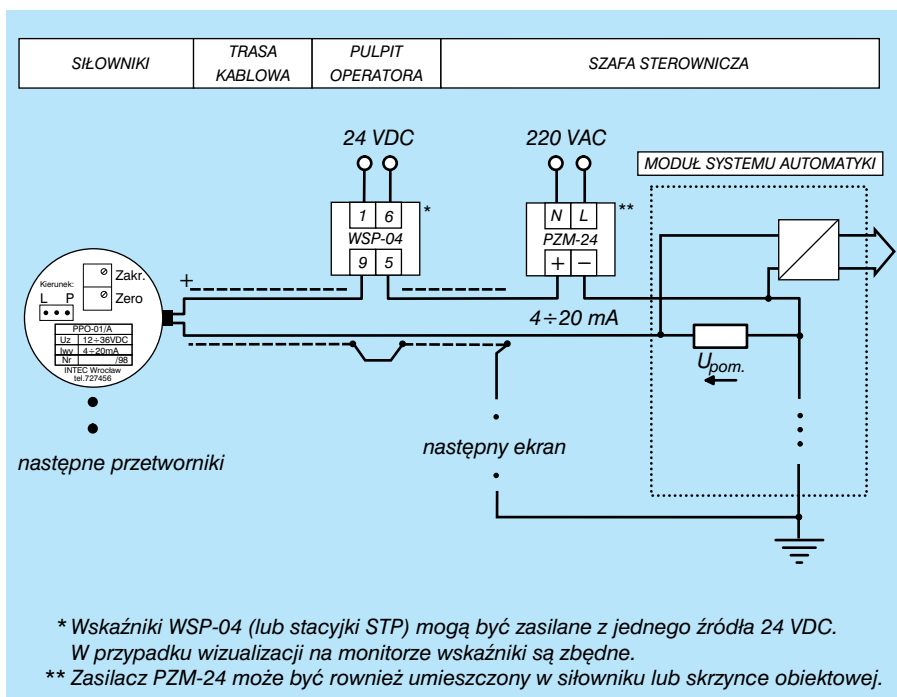 SIŁOWNIKI
TRASA
KABLOWA
PULPIT
OPERATORA
SZAFA STEROWNICZA
24 VDC
220 VAC
MODUŁ SYSTEMU AUTOMATYKI
1 6
*
WSP-04
9 5
N L
**
PZM-24
+ −
Kierunek:
L P
Zakr.
Zero
+
PPO-01/A
Uz 12÷36VDC
Iwy 4÷20mA
Nr /98
INTEC Wrocław
tel.727456
4÷20 mA
Upom.
następne przetworniki
następny ekran
* Wskaźniki WSP-04 (lub stacyjki STP) mogą być zasilane z jednego źródła 24 VDC.
W przypadku wizualizacji na monitorze wskaźniki są zbędne.
** Zasilacz PZM-24 może być rownież umieszczony w siłowniku lub skrzynce obiektowej.